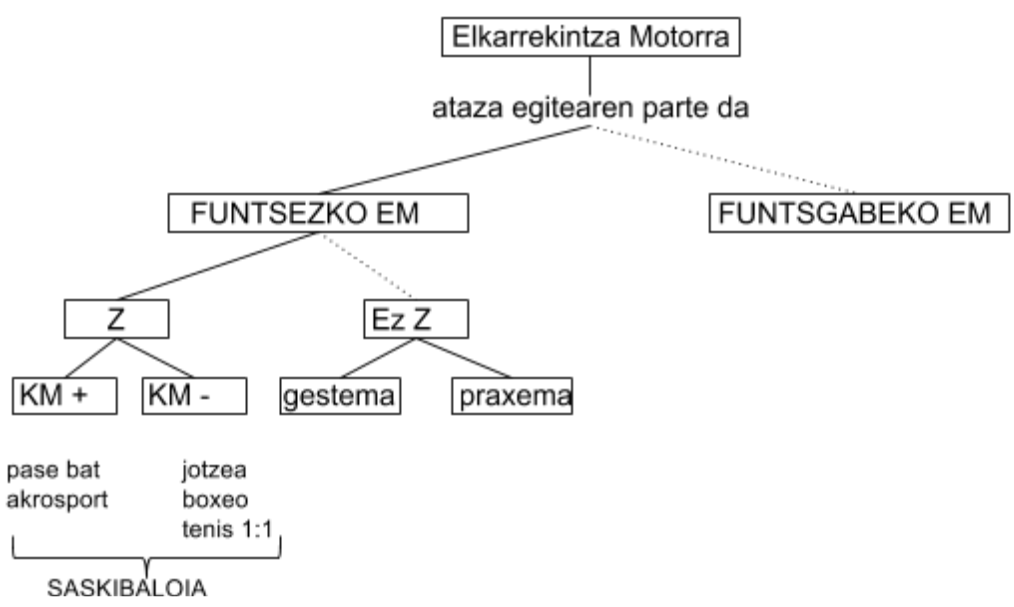 Elkarrekintza Motorra
ataza egitearen parte da
FUNTSEZKO EM
FUNTSGABEKO EM
Z
Ez Z
KM +
KM -
gestema
praxema
pase bat
jotzea
akrosport
boxeo
tenis 1:1
SASKIBALOIA